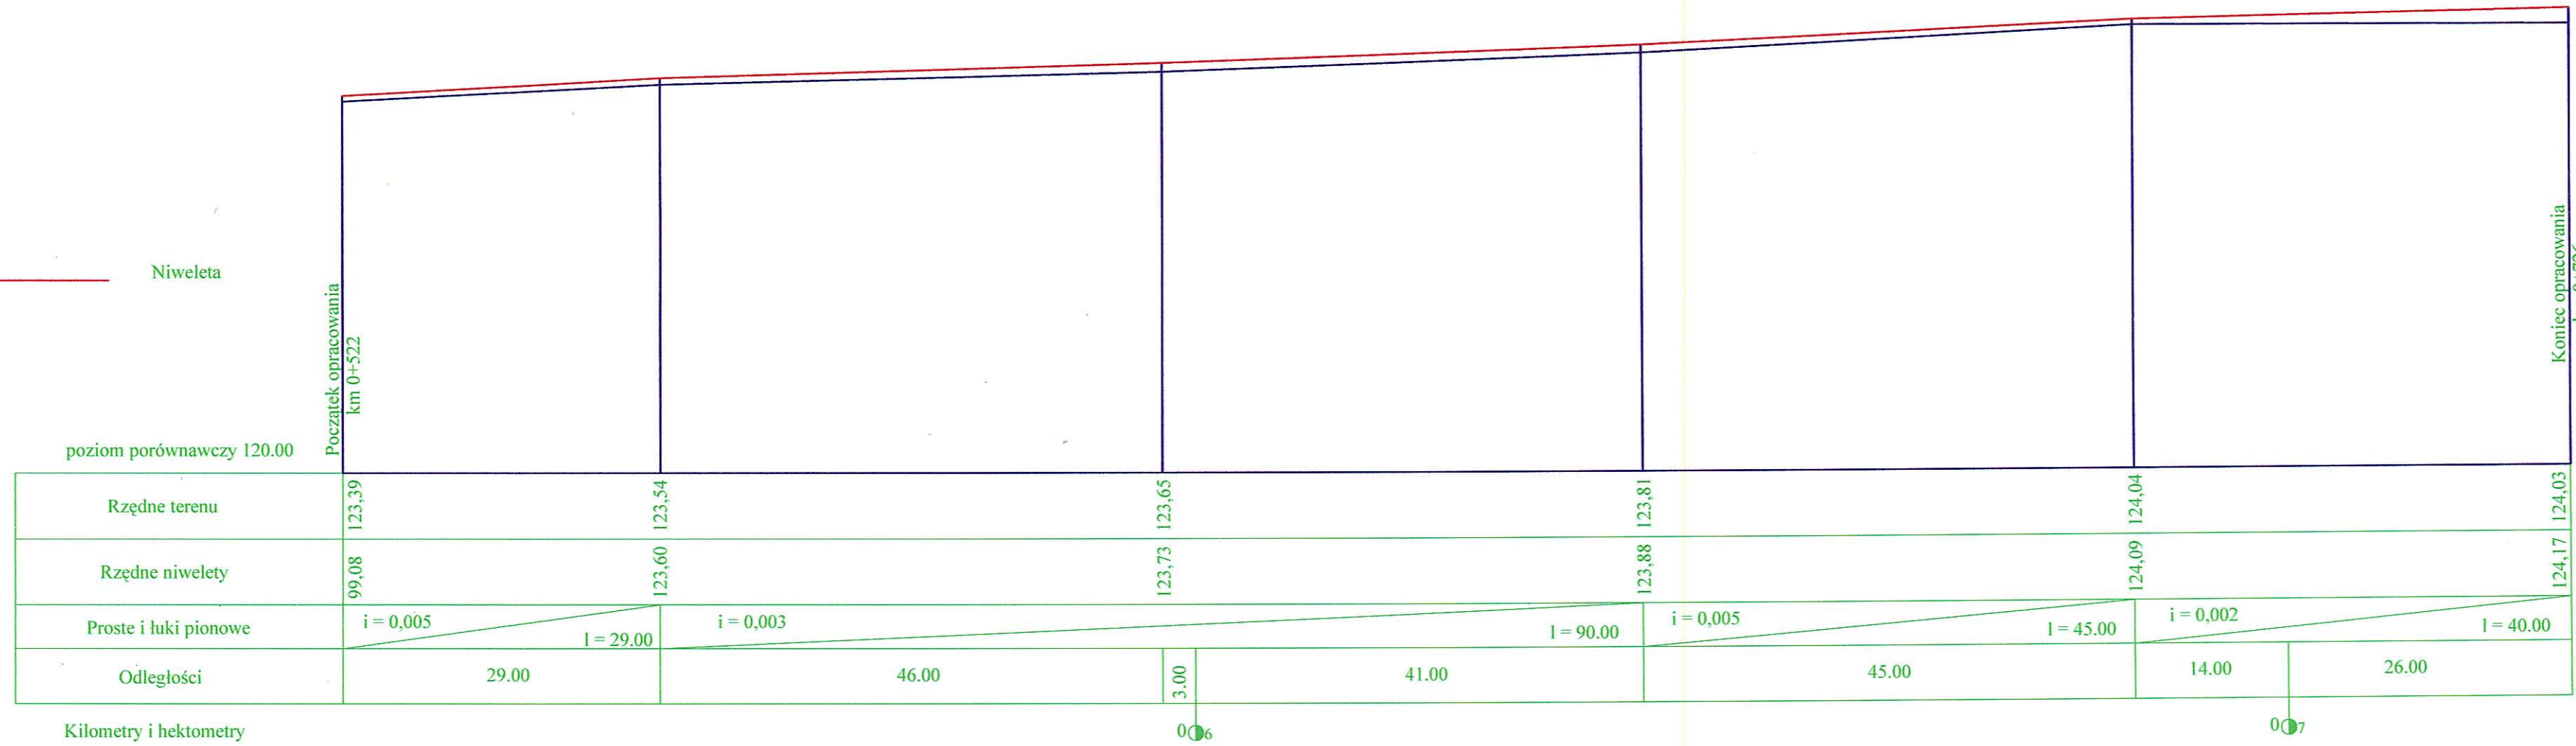 Niweleta
Początek opracowania
km 0+522
Koniec opracowania
poziom porównawczy 120.00
Rzędne terenu
123,39
123,54
123,65
123,81
124,04
124,03
Rzędne niwelety
99,08
123,60
123,73
123,88
124,09
124,17
Proste i łuki pionowe
i = 0,005
l = 29.00
i = 0,003
l = 90.00
i = 0,005
l = 45.00
i = 0,002
l = 40.00
Odległości
29.00
46.00
3.00
41.00
45.00
14.00
26.00
Kilometry i hektometry
0 6
0 7